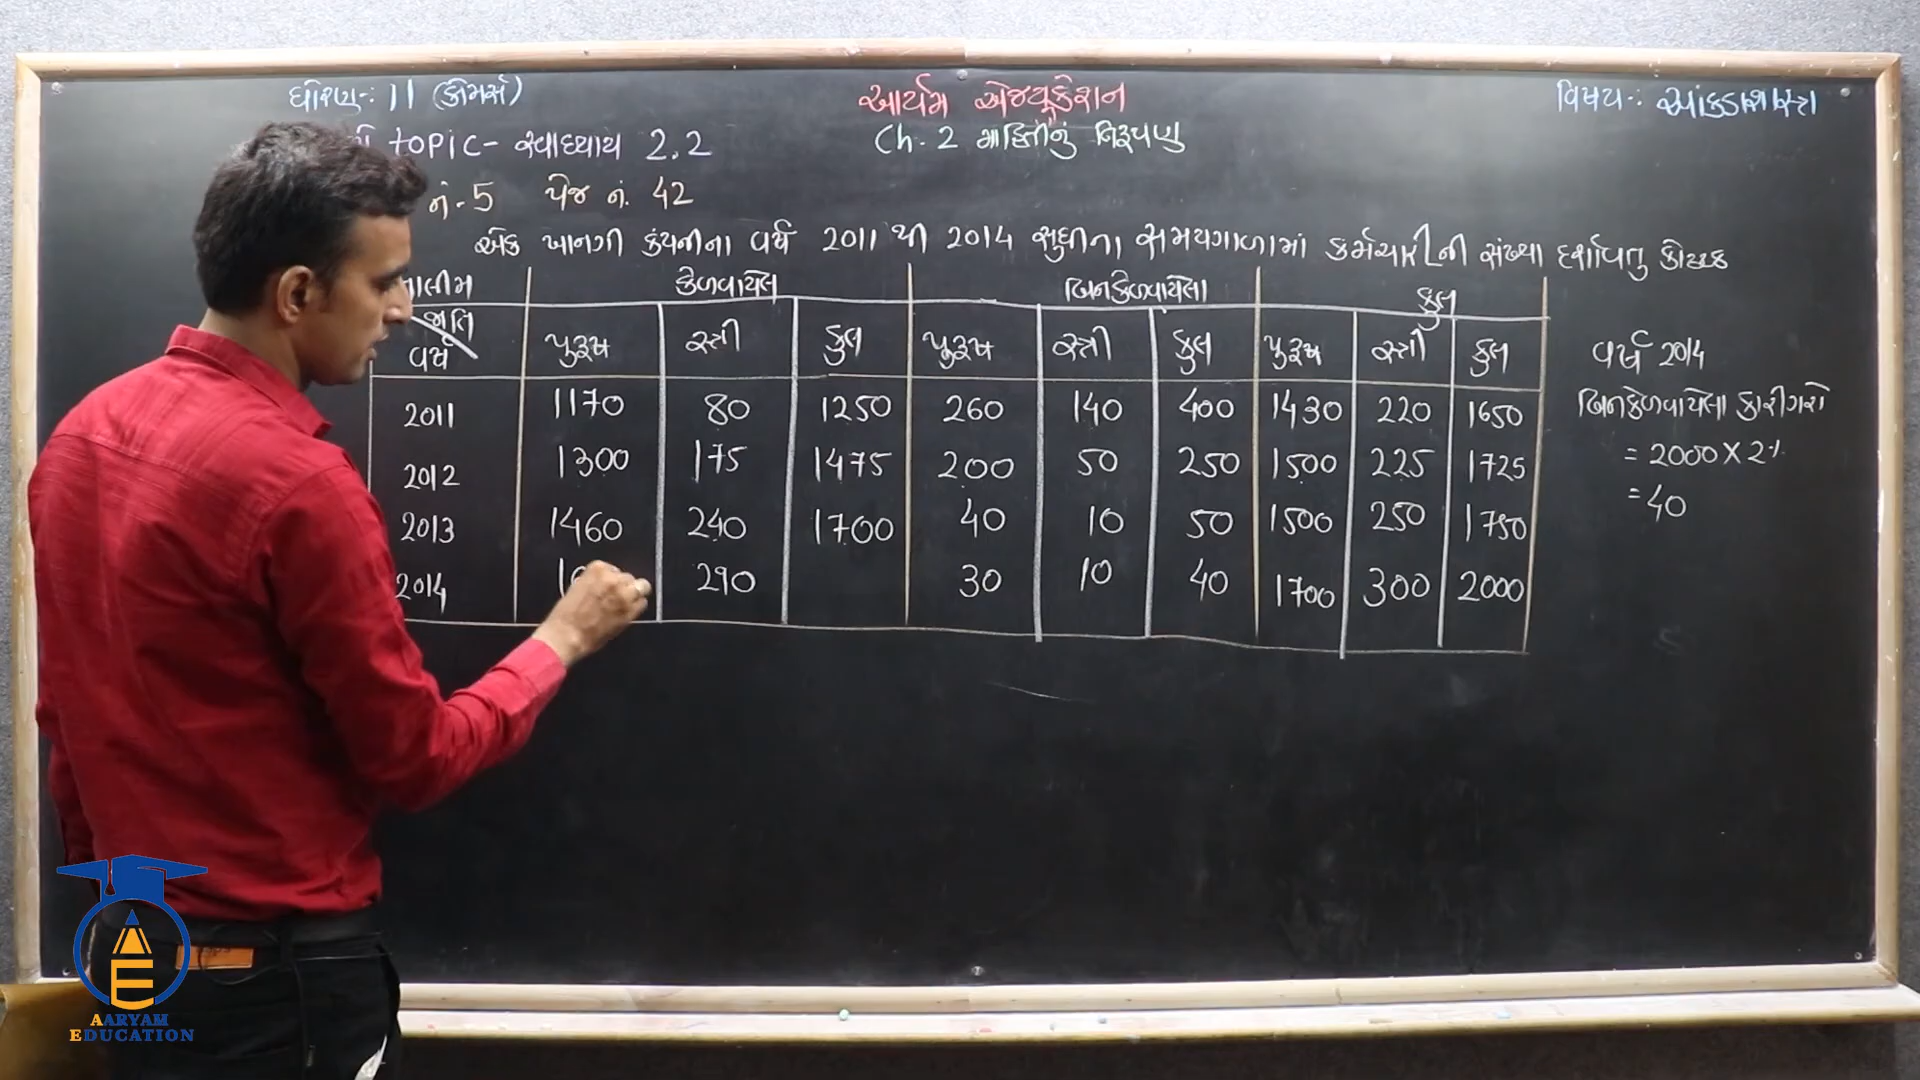 ધોરણ:- 11 (કોમર્સ)
આર્યમ એજ્યુકેશન
વિષય:- આંકડાશાસ્ત્ર
topic- સ્વાધ્યાય 2.2
Ch. 2 માહિતીનું નિરૂપણ
નં-5 પેજ નં. 42
એક ખાનગી કંપનીના વર્ષ 2011 થી 2014 સુધીના સમયગાળામાં કર્મચારીની સંખ્યા દર્શાવતુ કોષ્ટક
કેળવાયેલ બિનકેળવાયેલા કુલ
જાતિ
વર્ષ પુરૂષ સ્ત્રી કુલ પુરૂષ સ્ત્રી કુલ પુરૂષ સ્ત્રી કુલ
2011 1170 80 1250 260 140 400 1430 220 1650
2012 1300 175 1475 200 50 250 1500 225 1725
2013 1460 240 1700 40 10 50 1500 250 1750
2014 290 30 10 40 1700 300 2000
વર્ષ 2014
બિનકેળવાયેલા કારીગરો
= 2000 X 2%
= 40
AARYAM
EDUCATION